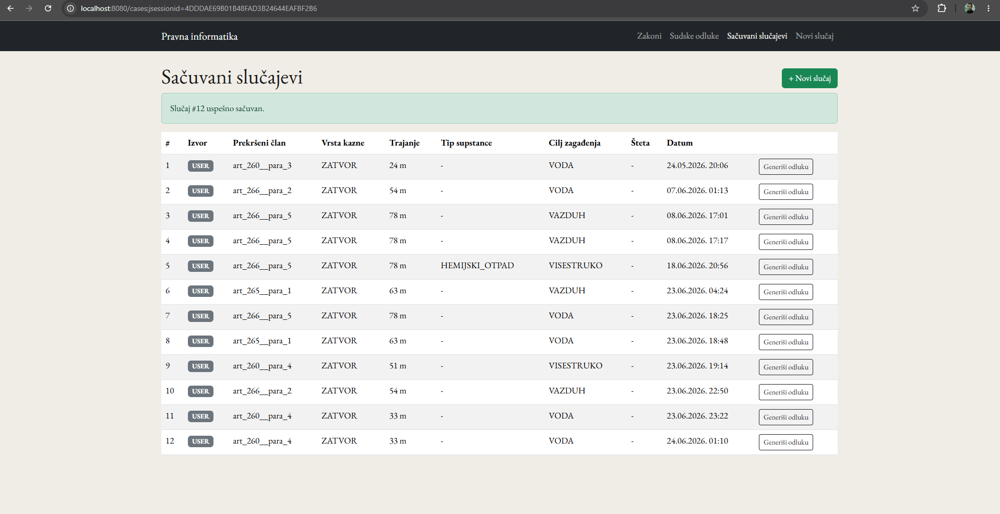 localhost:8080/cases;jsessionid=4DDDAE69B01B48FAD3B24644EAFBF2B6
Pravna informatika Zakoni Sudske odluke Sačuvani slučajevi Novi slučaj
Sačuvani slučajevi + Novi slučaj
Slučaj #12 uspešno sačuvan.
# Izvor Prekršeni član Vrsta kazne Trajanje Tip supstance Cilj zagađenja Šteta Datum
1 USER art_260__para_3 ZATVOR 24 m - VODA - 24.05.2026. 20:06 Generiši odluku
2 USER art_266__para_2 ZATVOR 54 m - VODA - 07.06.2026. 01:13 Generiši odluku
3 USER art_266__para_5 ZATVOR 78 m - VAZDUH - 08.06.2026. 17:01 Generiši odluku
4 USER art_266__para_5 ZATVOR 78 m - VAZDUH - 08.06.2026. 17:17 Generiši odluku
5 USER art_266__para_5 ZATVOR 78 m HEMIJSKI_OTPAD VISESTRUKO - 18.06.2026. 20:56 Generiši odluku
6 USER art_265__para_1 ZATVOR 63 m - VAZDUH - 23.06.2026. 04:24 Generiši odluku
7 USER art_266__para_5 ZATVOR 78 m - VODA - 23.06.2026. 18:25 Generiši odluku
8 USER art_265__para_1 ZATVOR 63 m - VODA - 23.06.2026. 18:48 Generiši odluku
9 USER art_260__para_4 ZATVOR 51 m - VISESTRUKO - 23.06.2026. 19:14 Generiši odluku
10 USER art_266__para_2 ZATVOR 54 m - VAZDUH - 23.06.2026. 22:50 Generiši odluku
11 USER art_260__para_4 ZATVOR 33 m - VODA - 23.06.2026. 23:22 Generiši odluku
12 USER art_260__para_4 ZATVOR 33 m - VODA - 24.06.2026. 01:10 Generiši odluku